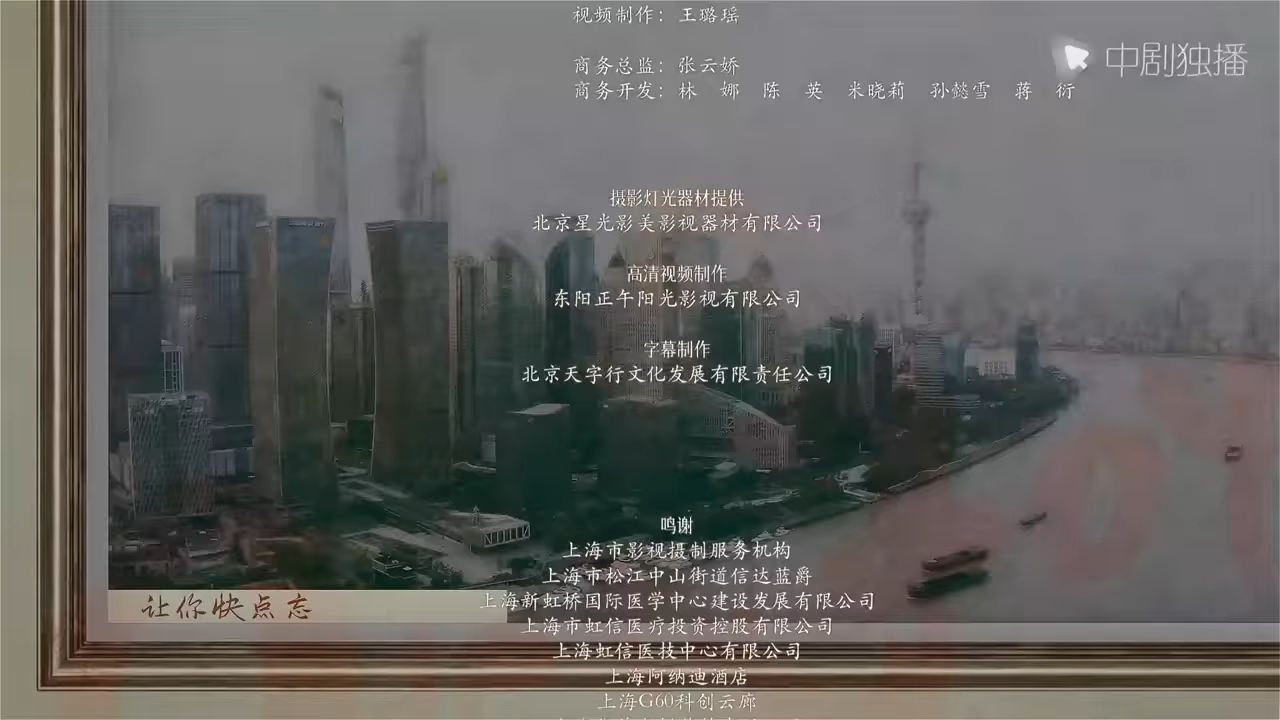 视频制作：王璐瑶
中剧独播
商务总监：张云娇
商务开发：林 娜 陈 英 米晓莉 孙懿雪 蒋 衍
摄影灯光器材提供
北京星光影美影视器材有限公司
高清视频制作
东阳正午阳光影视有限公司
字幕制作
北京天字行文化发展有限责任公司
鸣谢
上海市影视摄制服务机构
上海市松江中山街道信达蓝爵
让你快点忘
上海新虹桥国际医学中心建设发展有限公司
上海市虹信医疗投资控股有限公司
上海虹信医技中心有限公司
上海阿纳迪酒店
上海G60科创云廊